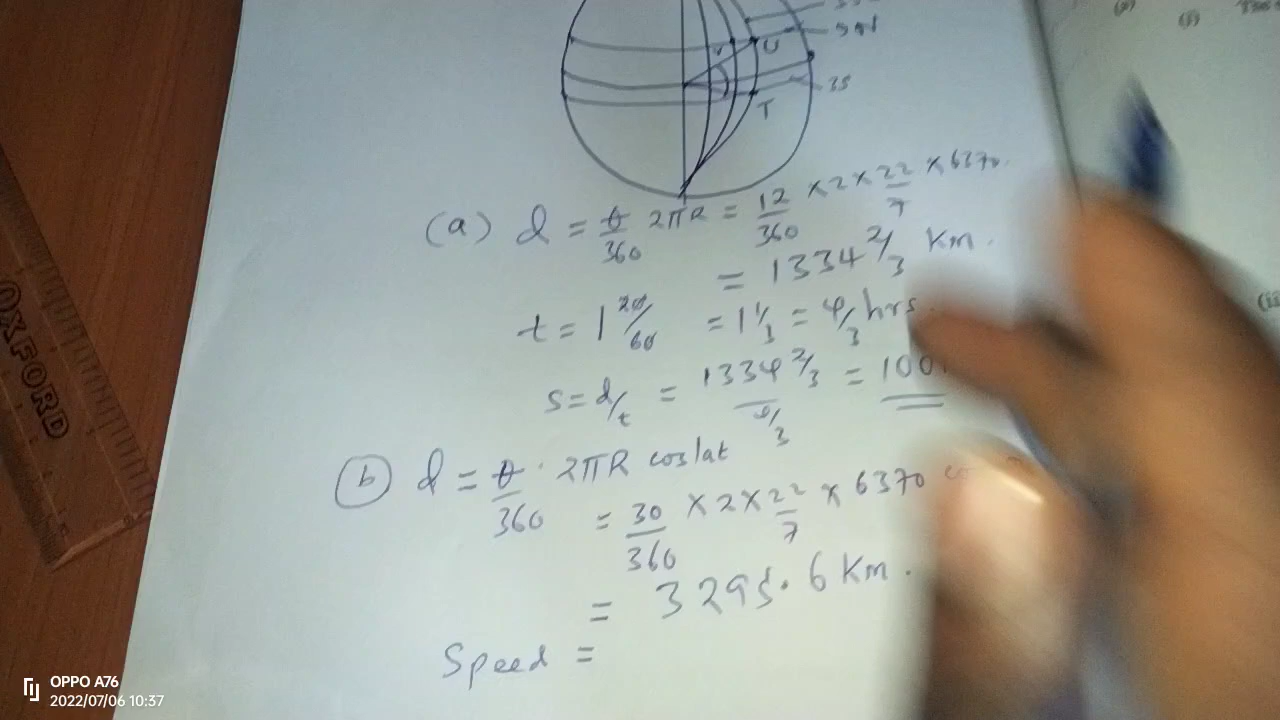 5N
U
3S
T
(a) d = θ/360 2πR = 12/360 × 2 × 22/7 × 6370.
= 1334 2/3 Km.
t = 1 20/60 = 1 1/3 = 4/3 hrs.
s = d/t = 1334 2/3 / 4/3 = 100
(b) d = θ/360 · 2πR cos lat
= 30/360 × 2 × 22/7 × 6370
= 3295.6 Km.
Speed =
OXFORD
OPPO A76
2022/07/06 10:37